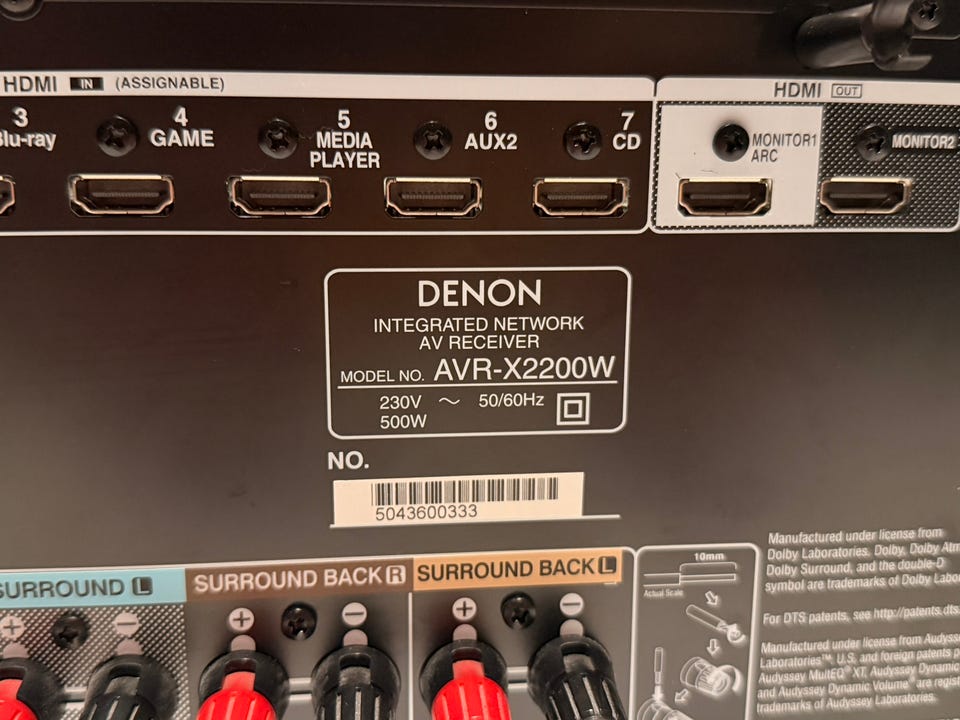 HDMI IN (ASSIGNABLE)
HDMI OUT
3
Blu-ray
4
GAME
5
MEDIA
PLAYER
6
AUX2
7
CD
MONITOR1
ARC
MONITOR2
DENON
INTEGRATED NETWORK
AV RECEIVER
MODEL NO. AVR-X2200W
230V ~ 50/60Hz
500W
NO.
5043600333
SURROUND L
SURROUND BACK R
SURROUND BACK L
+ −
+ −
+ −
10mm
Actual Scale
Manufactured under license from
Dolby Laboratories. Dolby, Dolby Atm
Dolby Surround, and the double-D
symbol are trademarks of Dolby Labo
For DTS patents, see http://patents.dts.
Manufactured under license from Audyss
Laboratories™. U.S. and foreign patents p
Audyssey MultEQ® XT, Audyssey Dynamic
and Audyssey Dynamic Volume® are regist
trademarks of Audyssey Laboratories.